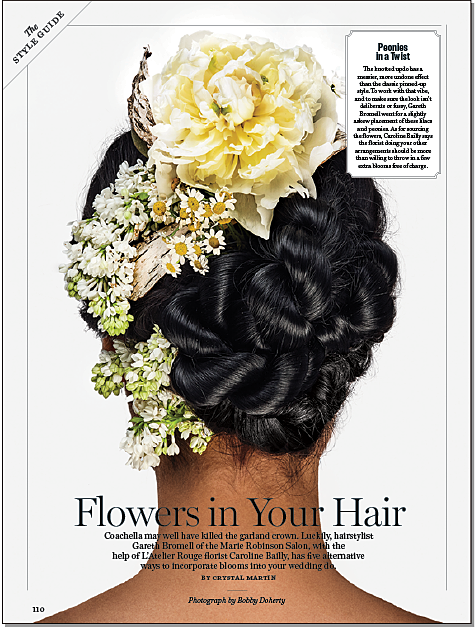 The
STYLE GUIDE
Peonies
in a Twist
The knotted updo has a
messier, more undone effect
than the classic pinned-up
style. To work with that vibe,
and to make sure the look isn't
deliberate or fussy, Gareth
Bromell went for a slightly
askew placement of these lilacs
and peonies. As for sourcing
the flowers, Caroline Bailly says
the florist doing your other
arrangements should be more
than willing to throw in a few
extra blooms free of charge.
Flowers in Your Hair
Coachella may well have killed the garland crown. Luckily, hairstylist
Gareth Bromell of the Marie Robinson Salon, with the
help of L'Atelier Rouge florist Caroline Bailly, has five alternative
ways to incorporate blooms into your wedding do.
BY CRYSTAL MARTIN
Photograph by Bobby Doherty
110